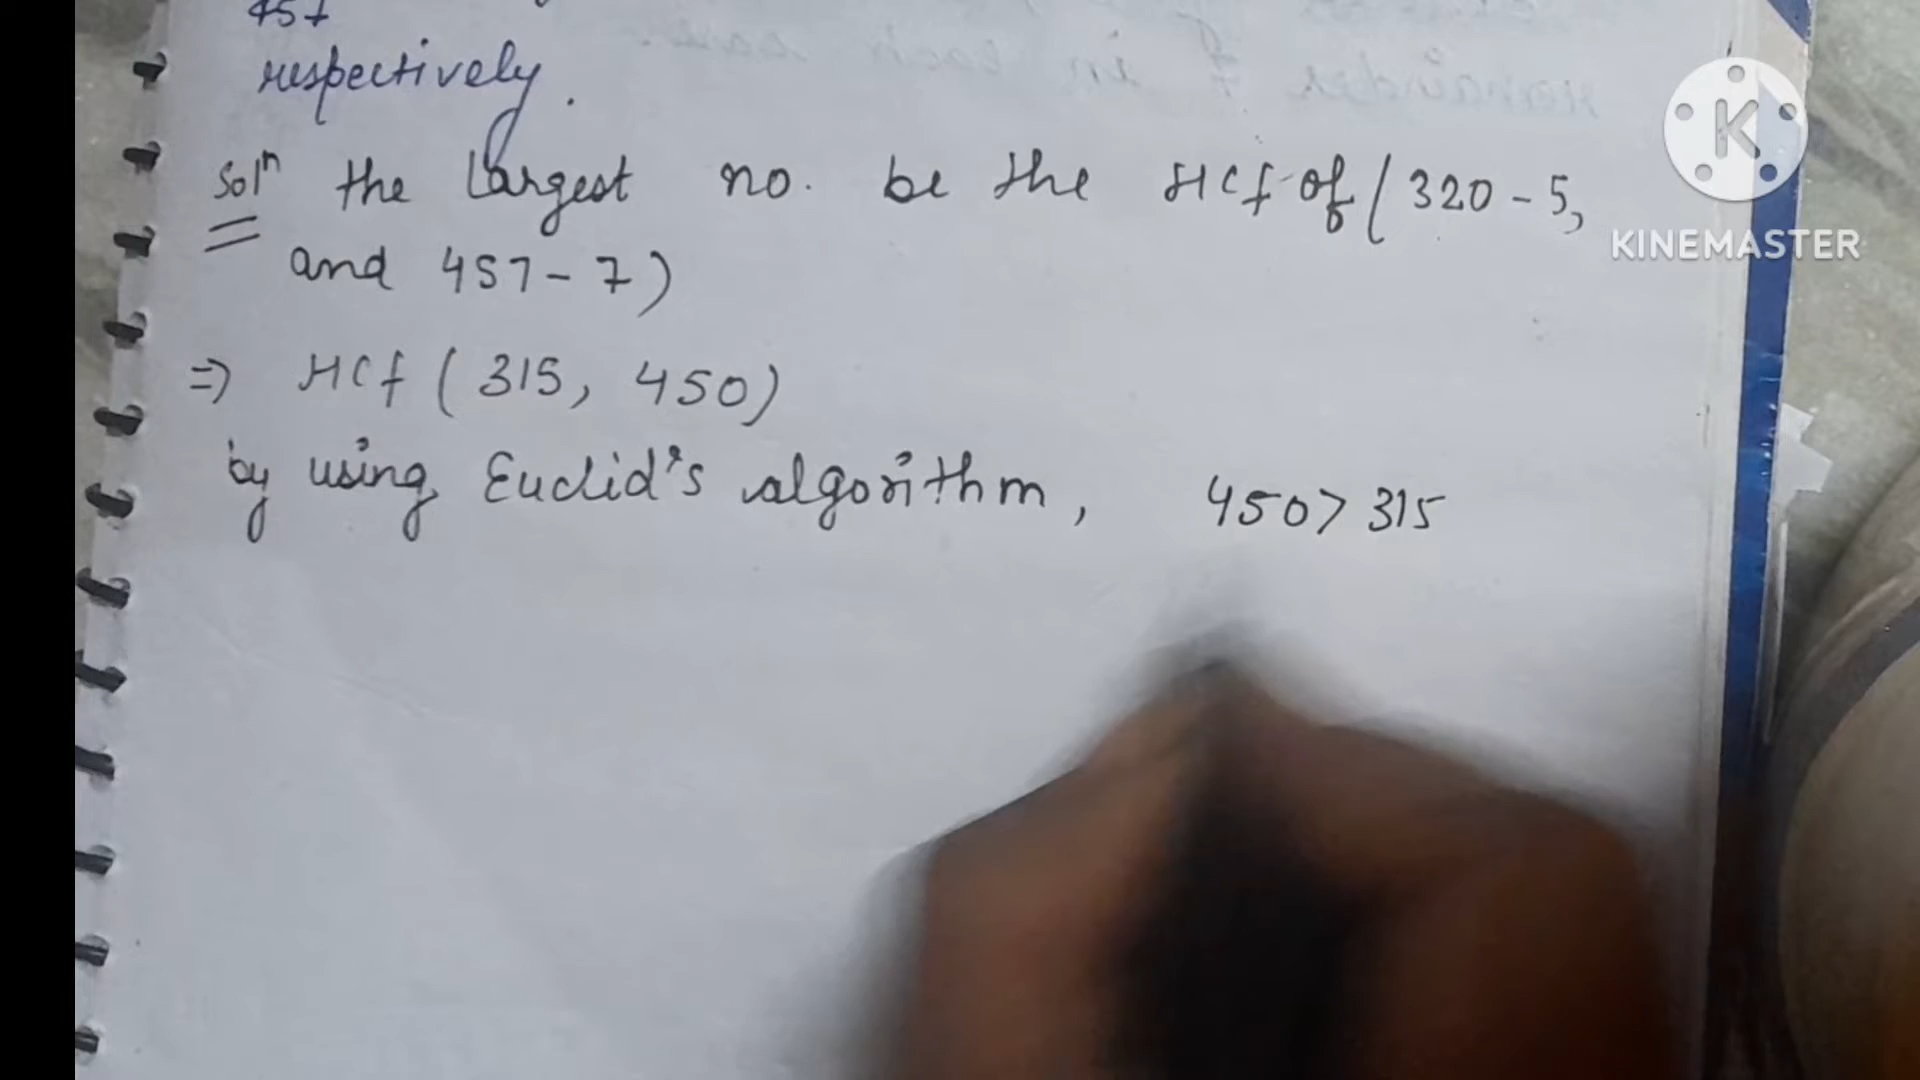 457
respectively.
Solⁿ the largest no. be the HCf of (320 - 5,
and 457 - 7)
⇒ HCf (315, 450)
by using Euclid's algorithm, 450 > 315
K
KINEMASTER